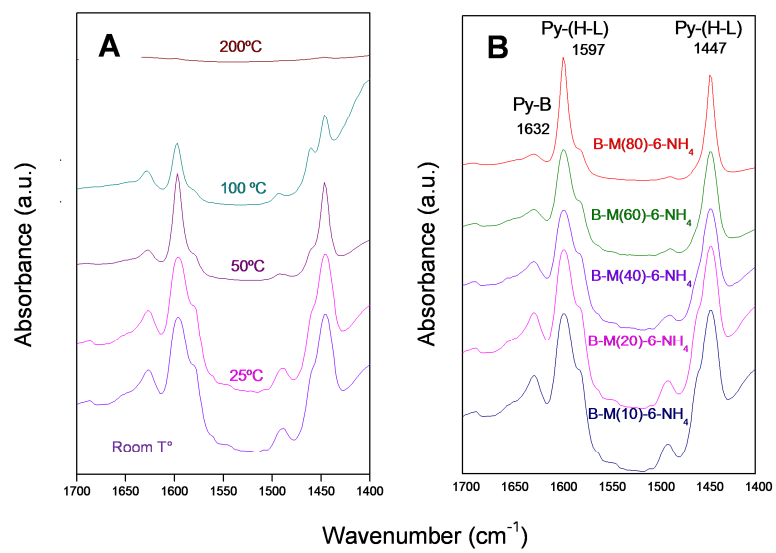 A
200ºC
100 ºC
50ºC
25ºC
Room Tº
1700 1650 1600 1550 1500 1450 1400
Absorbance (a.u.)
B
Py-(H-L)
1597
Py-(H-L)
1447
Py-B
1632
B-M(80)-6-NH4
B-M(60)-6-NH4
B-M(40)-6-NH4
B-M(20)-6-NH4
B-M(10)-6-NH4
1700 1650 1600 1550 1500 1450 1400
Absorbance (a.u.)
Wavenumber (cm-1)